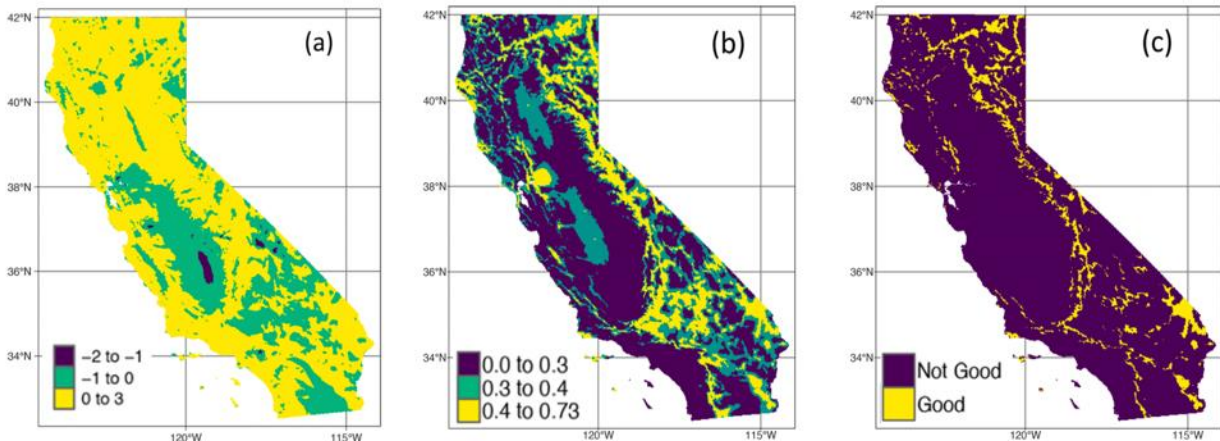 (a)
42°N
40°N
38°N
36°N
34°N
−2 to −1
−1 to 0
0 to 3
120°W
115°W
(b)
42°N
40°N
38°N
36°N
34°N
0.0 to 0.3
0.3 to 0.4
0.4 to 0.73
120°W
115°W
(c)
42°N
40°N
38°N
36°N
34°N
Not Good
Good
120°W
115°W